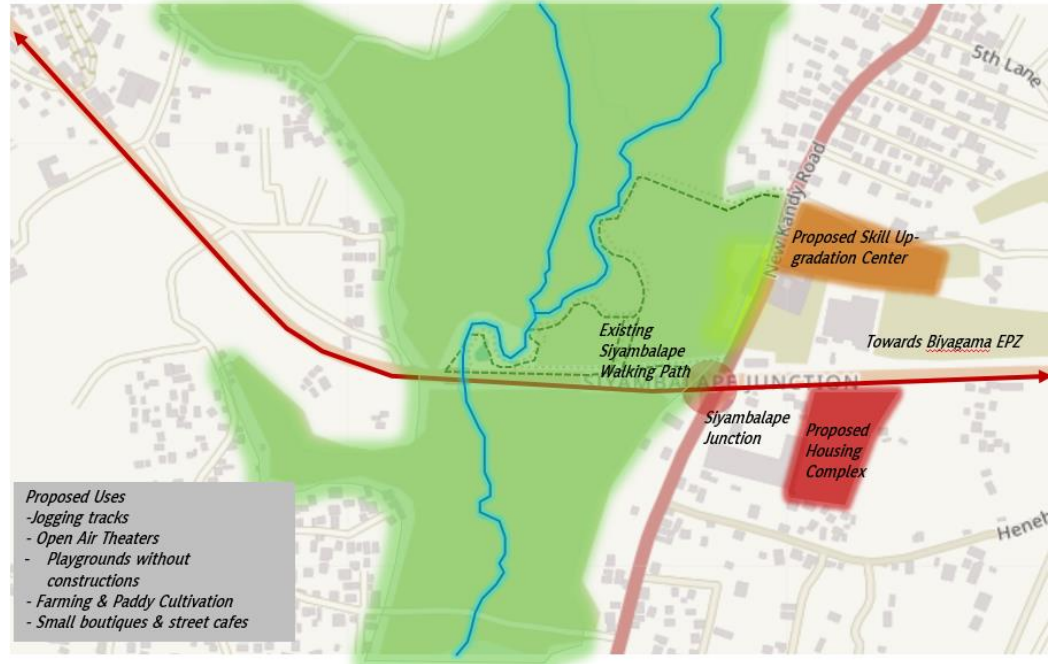 5th Lane
New Kandy Road
Proposed Skill Up-
gradation Center
Existing
Siyambalape
Walking Path
Towards Biyagama EPZ
SIYAMBALAPE JUNCTION
Siyambalape
Junction
Proposed
Housing
Complex
Proposed Uses
-Jogging tracks
- Open Air Theaters
- Playgrounds without
constructions
- Farming & Paddy Cultivation
- Small boutiques & street cafes